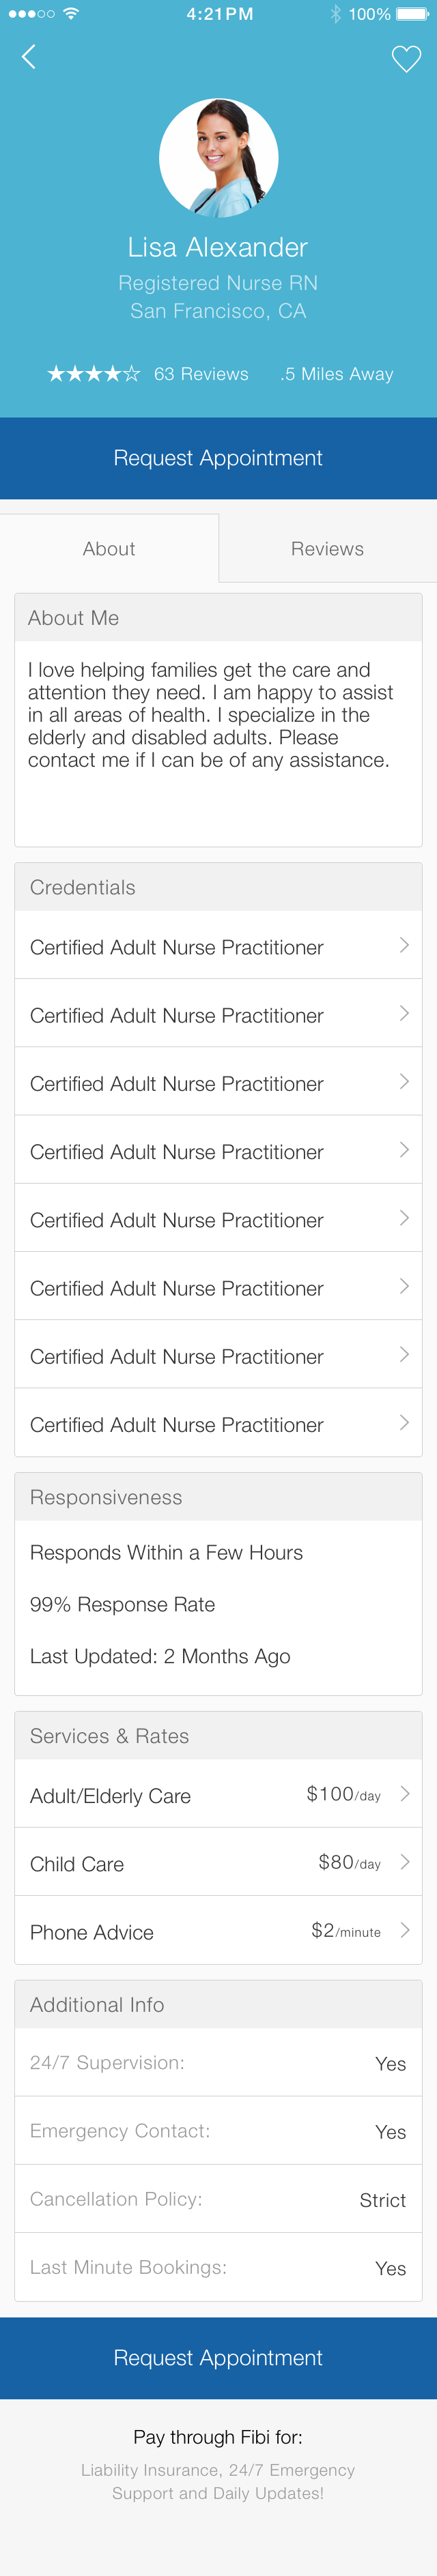 4:21PM 100%
Lisa Alexander
Registered Nurse RN
San Francisco, CA
63 Reviews .5 Miles Away
Request Appointment
About Reviews
About Me
I love helping families get the care and
attention they need. I am happy to assist
in all areas of health. I specialize in the
elderly and disabled adults. Please
contact me if I can be of any assistance.
Credentials
Certified Adult Nurse Practitioner
Certified Adult Nurse Practitioner
Certified Adult Nurse Practitioner
Certified Adult Nurse Practitioner
Certified Adult Nurse Practitioner
Certified Adult Nurse Practitioner
Certified Adult Nurse Practitioner
Certified Adult Nurse Practitioner
Responsiveness
Responds Within a Few Hours
99% Response Rate
Last Updated: 2 Months Ago
Services & Rates
Adult/Elderly Care $100/day
Child Care $80/day
Phone Advice $2/minute
Additional Info
24/7 Supervision: Yes
Emergency Contact: Yes
Cancellation Policy: Strict
Last Minute Bookings: Yes
Request Appointment
Pay through Fibi for:
Liability Insurance, 24/7 Emergency
Support and Daily Updates!